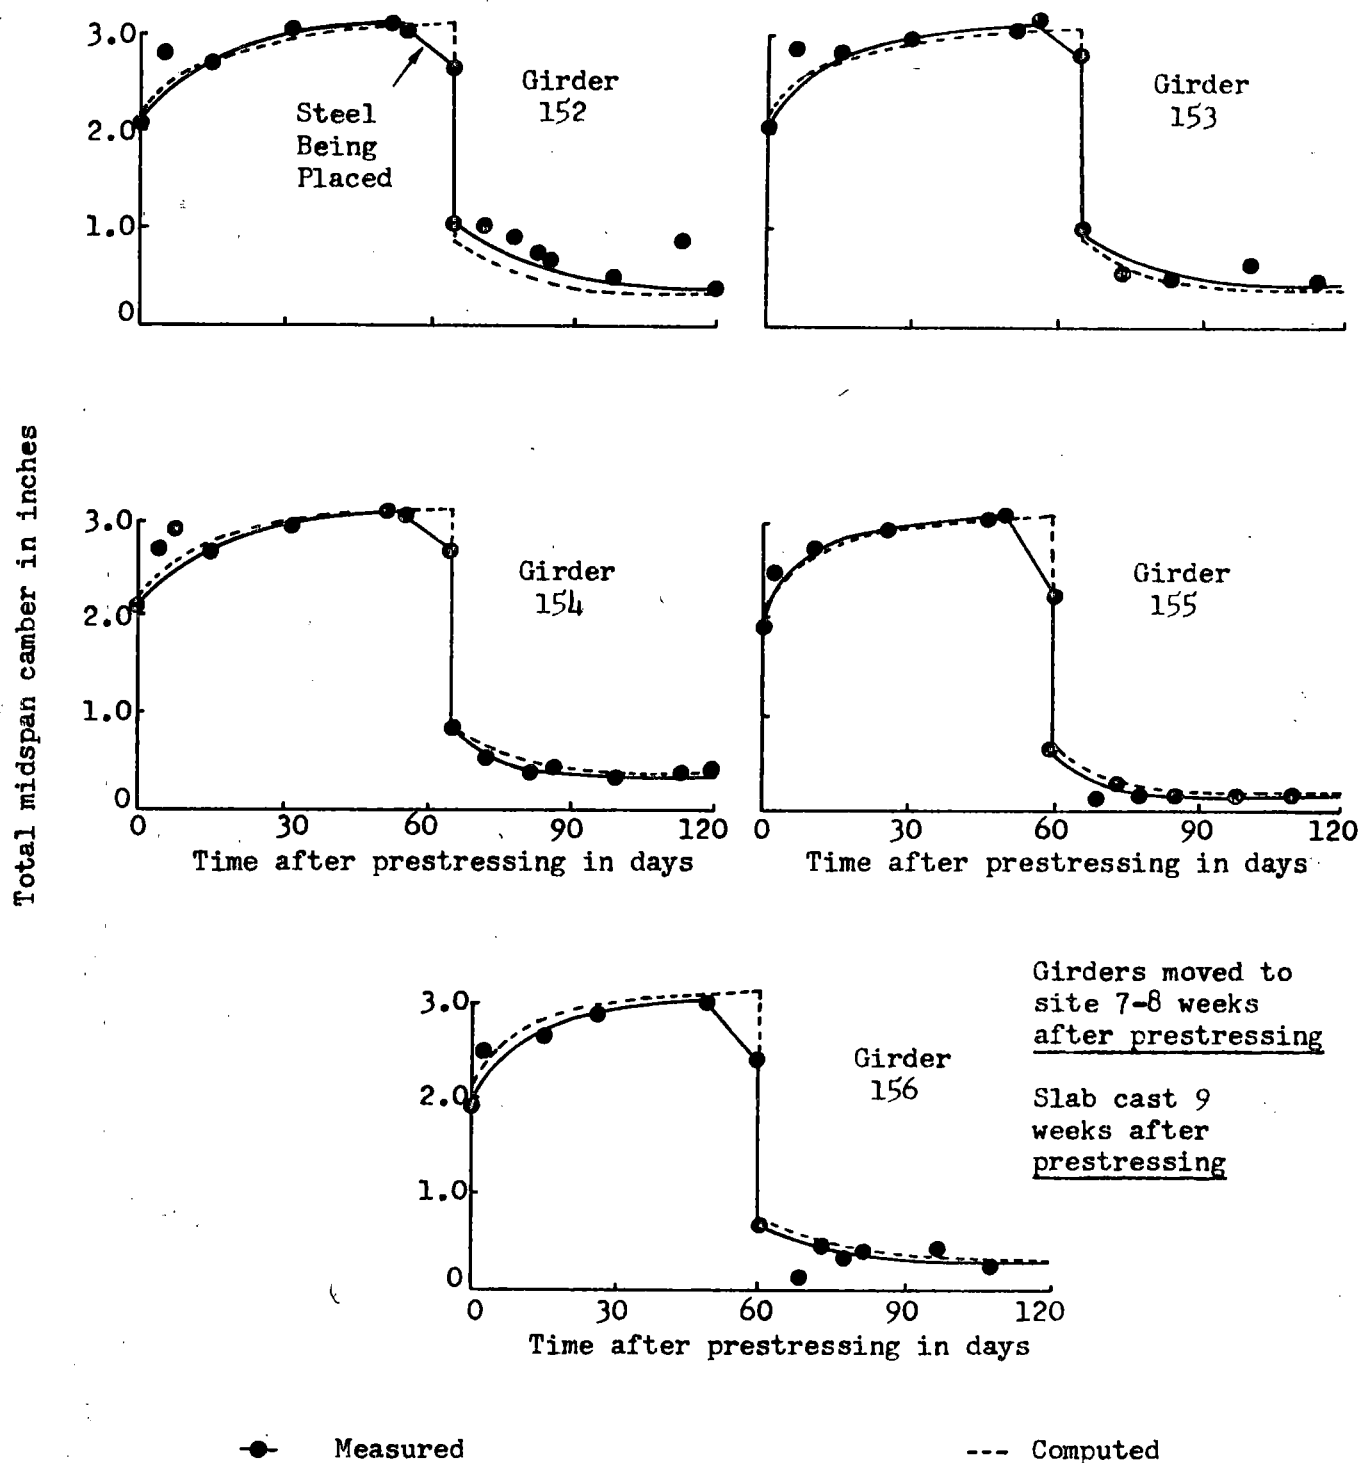 3.0
2.0
1.0
0
Steel
Being
Placed
Girder
152
Girder
153
Total midspan camber in inches
3.0
2.0
1.0
0
0 30 60 90 120
Time after prestressing in days
Girder
154
Girder
155
0 30 60 90 120
Time after prestressing in days
3.0
2.0
1.0
0
0 30 60 90 120
Time after prestressing in days
Girder
156
Girders moved to
site 7-8 weeks
after prestressing
Slab cast 9
weeks after
prestressing
Measured
Computed